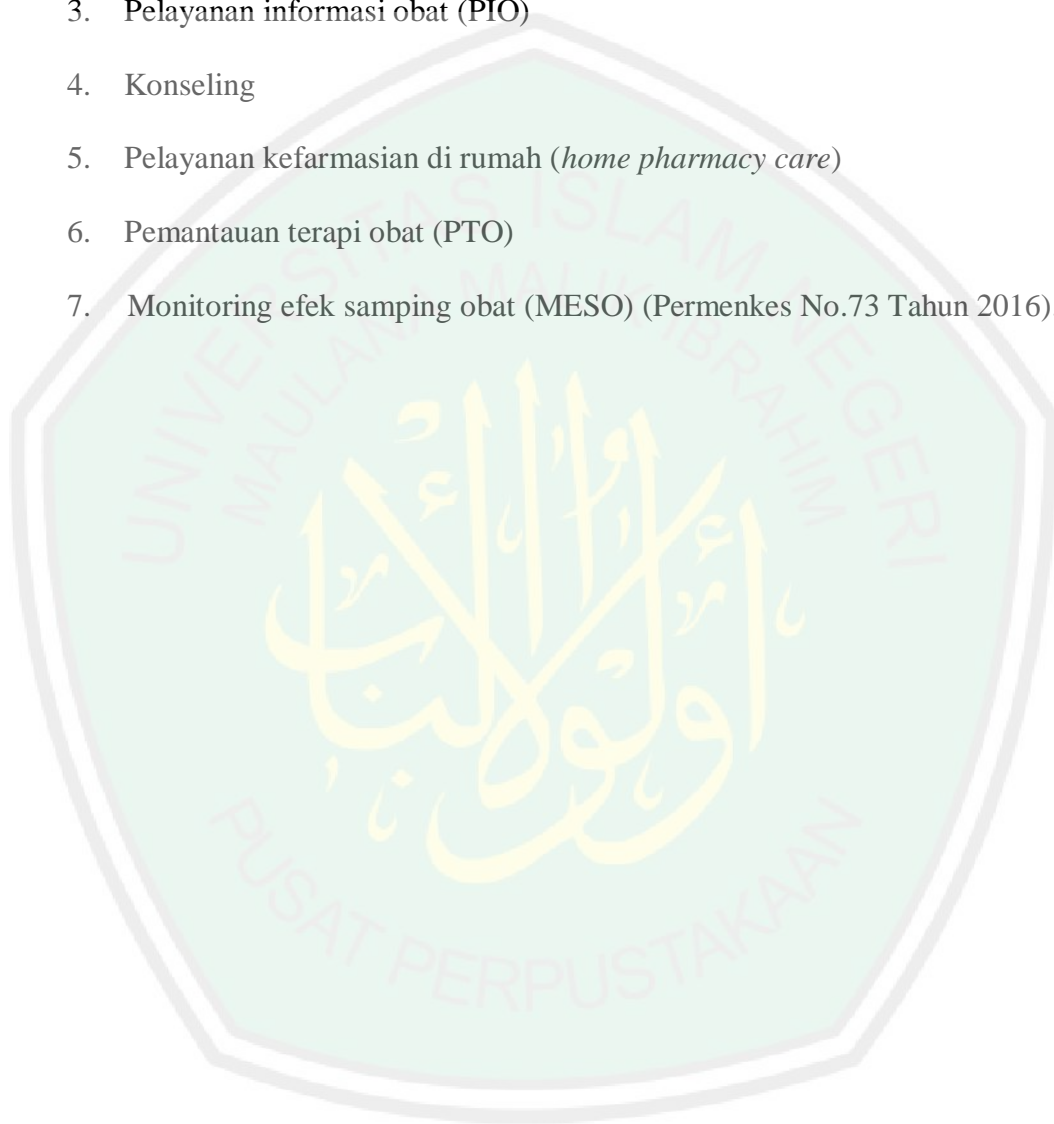 3. Pelayanan informasi obat (PIO)
4. Konseling
5. Pelayanan kefarmasian di rumah (home pharmacy care)
6. Pemantauan terapi obat (PTO)
7. Monitoring efek samping obat (MESO) (Permenkes No.73 Tahun 2016)
UNIVERSITAS ISLAM NEGERI
MAULANA MALIK IBRAHIM
أولوا الألباب
PUSAT PERPUSTAKAAN